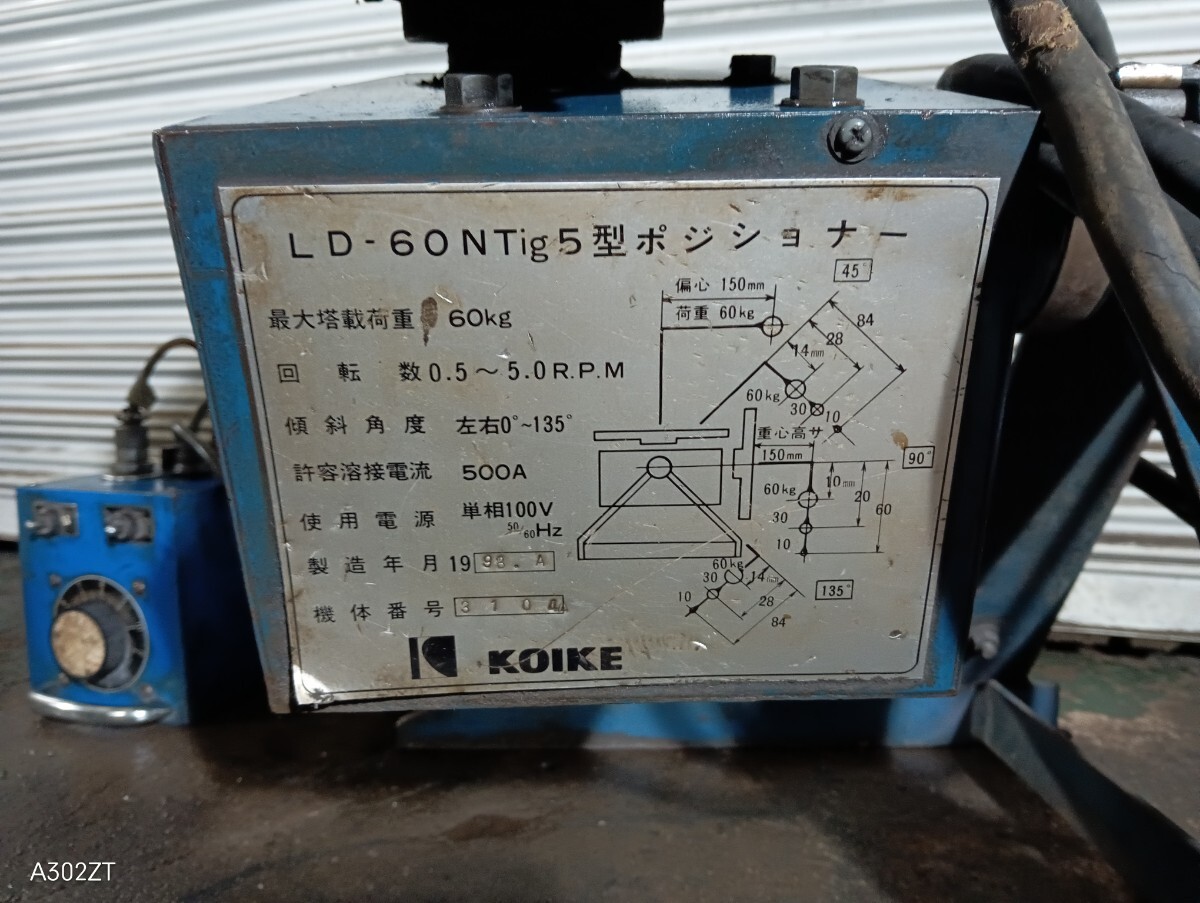 LD-60NTig5型ポジショナー
最大塔載荷重 60kg
回転数 0.5～5.0R.P.M
傾斜角度 左右0°~135°
許容溶接電流 500A
使用電源 単相100V 50/60Hz
製造年月 1993.A
機体番号 3104
KOIKE
偏心 150mm
荷重 60kg
45°
84
28
14mm
60kg
30
10
重心高サ
150mm
90°
10mm
20
60
60kg
30
10
135°
60kg
30
10
14mm
28
84
A302ZT